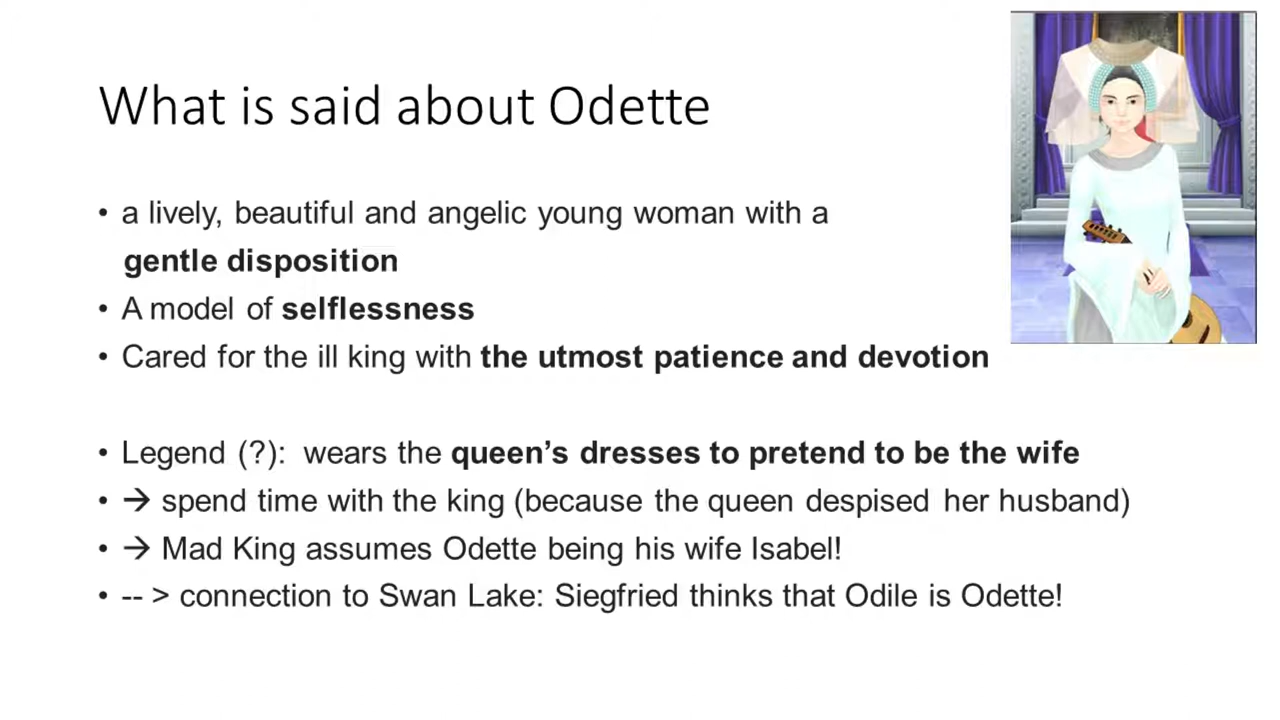 What is said about Odette
• a lively, beautiful and angelic young woman with a
gentle disposition
• A model of selflessness
• Cared for the ill king with the utmost patience and devotion
• Legend (?): wears the queen’s dresses to pretend to be the wife
• → spend time with the king (because the queen despised her husband)
• → Mad King assumes Odette being his wife Isabel!
• -- > connection to Swan Lake: Siegfried thinks that Odile is Odette!